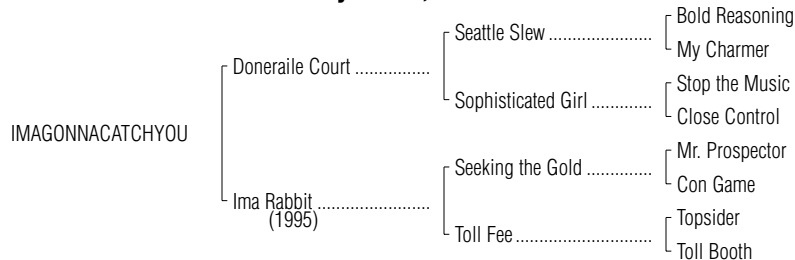 Seattle Slew ......................
Bold Reasoning
My Charmer
Doneraile Court ................
Sophisticated Girl .............
Stop the Music
Close Control
IMAGONNACATCHYOU
Seeking the Gold ..............
Mr. Prospector
Con Game
Ima Rabbit ........................
(1995)
Toll Fee .............................
Topsider
Toll Booth